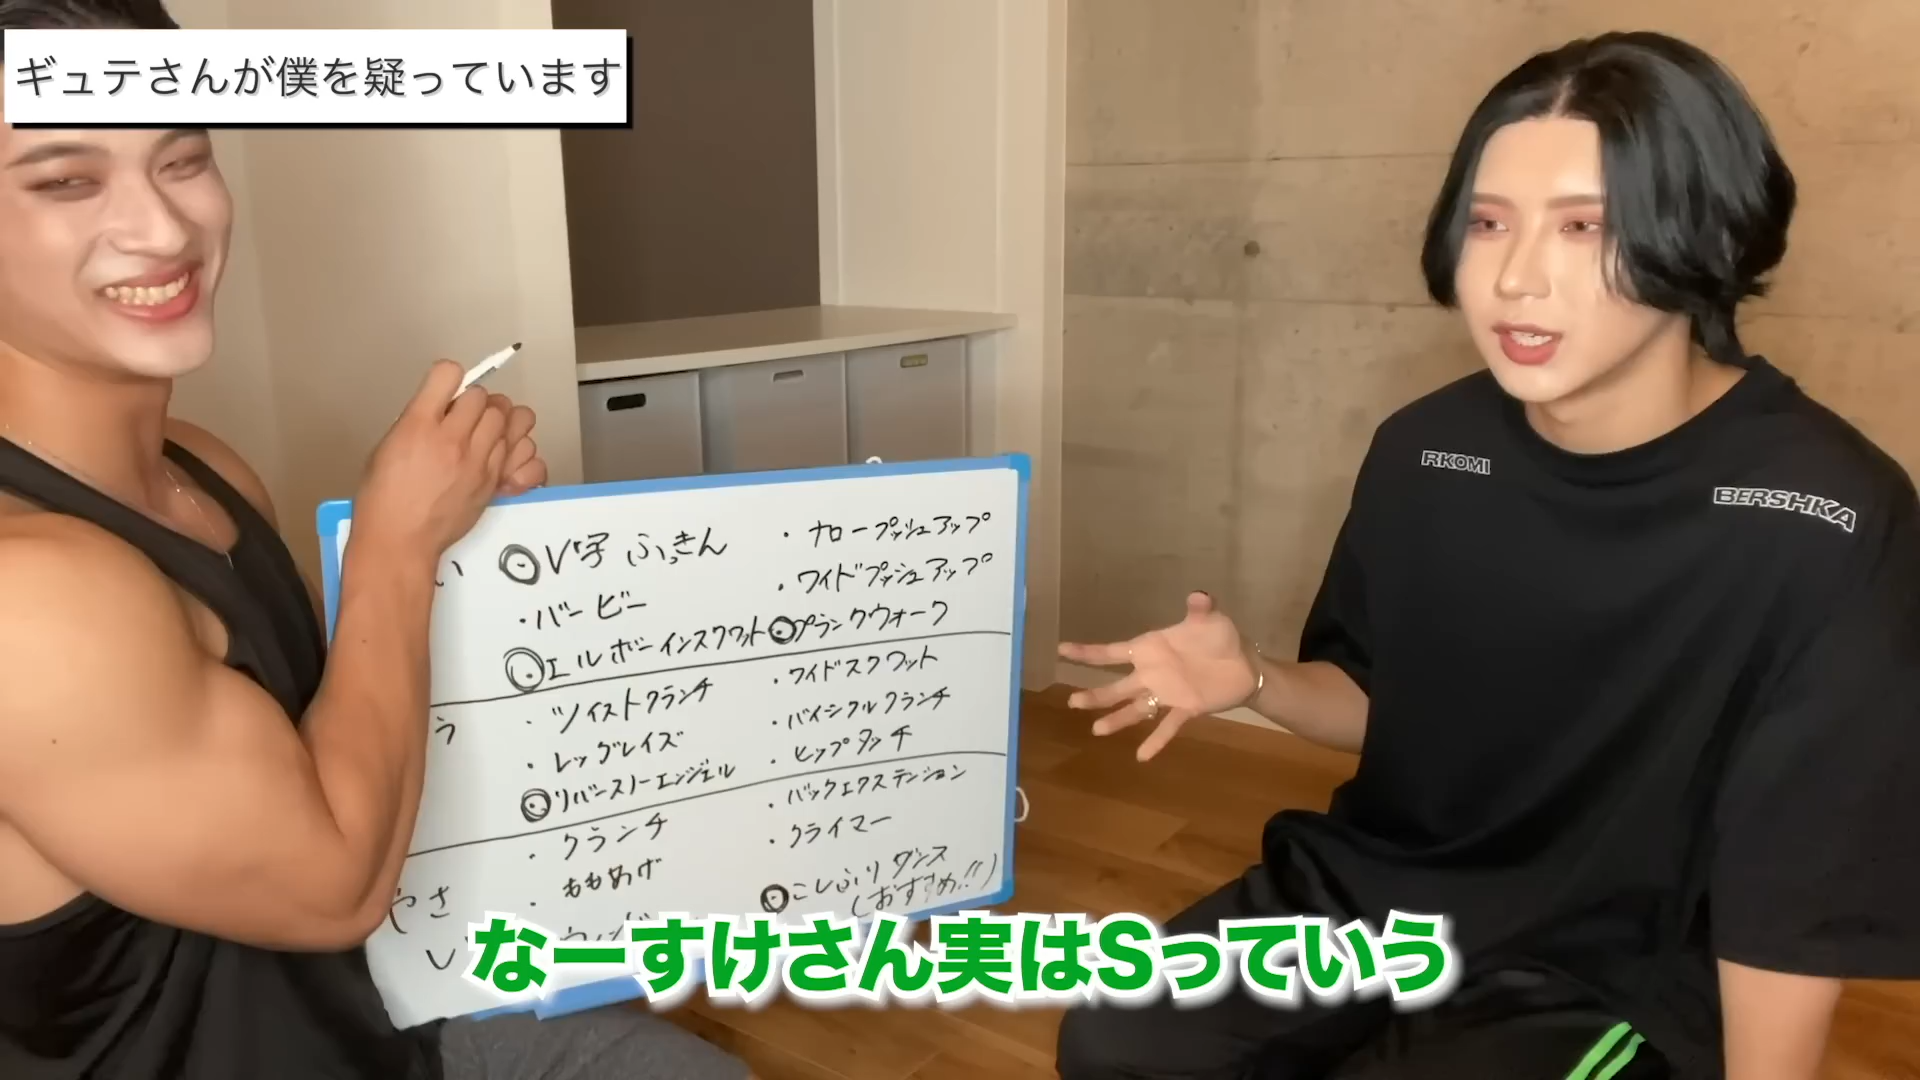 ギュテさんが僕を疑っています
RKOMI
BERSHKA
い
V字ふっきん
・バービー
エルボーインスクワット
・ナロープッシュアップ
・ワイドプッシュアップ
プランクウォーク
う
・ツイストクランチ
・レッグレイズ
リバースノーエンジェル
・ワイドスクワット
・バイシクルクランチ
・ヒップタッチ
やさ
し
・クランチ
・ももあげ
・バックエクステンション
・クライマー
こしふりダンス
(おすすめ!!)
なーすけさん実はSっていう